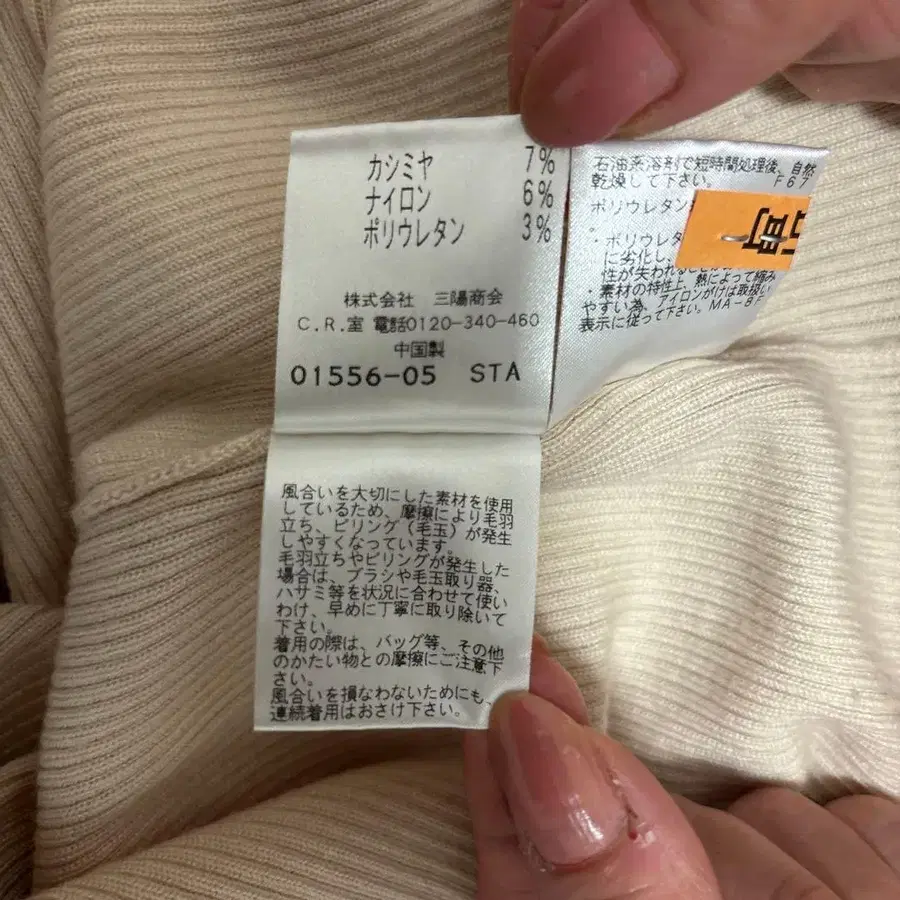 カシミヤ 7%
ナイロン 6%
ポリウレタン 3%
株式会社 三陽商会
C.R.室 電話0120-340-460
中国製
01556-05 STA
風合いを大切にした素材を使用
しているため、摩擦により毛羽
立ち、ピリング(毛玉)が発生
しやすくなっています。
毛羽立ちやピリングが発生した
場合は、ブラシや毛玉取り器、
ハサミ等を状況に合わせて使い
わけ、早めに丁寧に取り除いて
下さい。
着用の際は、バッグ等、その他
のかたい物との摩擦にご注意下
さい。
風合いを損なわないためにも、
連続着用はおさけ下さい。
石油系溶剤で短時間処理後、自然
乾燥して下さい。 F67
ポリウレタン
。
・ポリウレタ
に劣化し、
性が失われることが
・素材の特性上、熱によって縮み
やすい為、アイロンがけは取扱い
表示に従って下さい。MA-BF
町